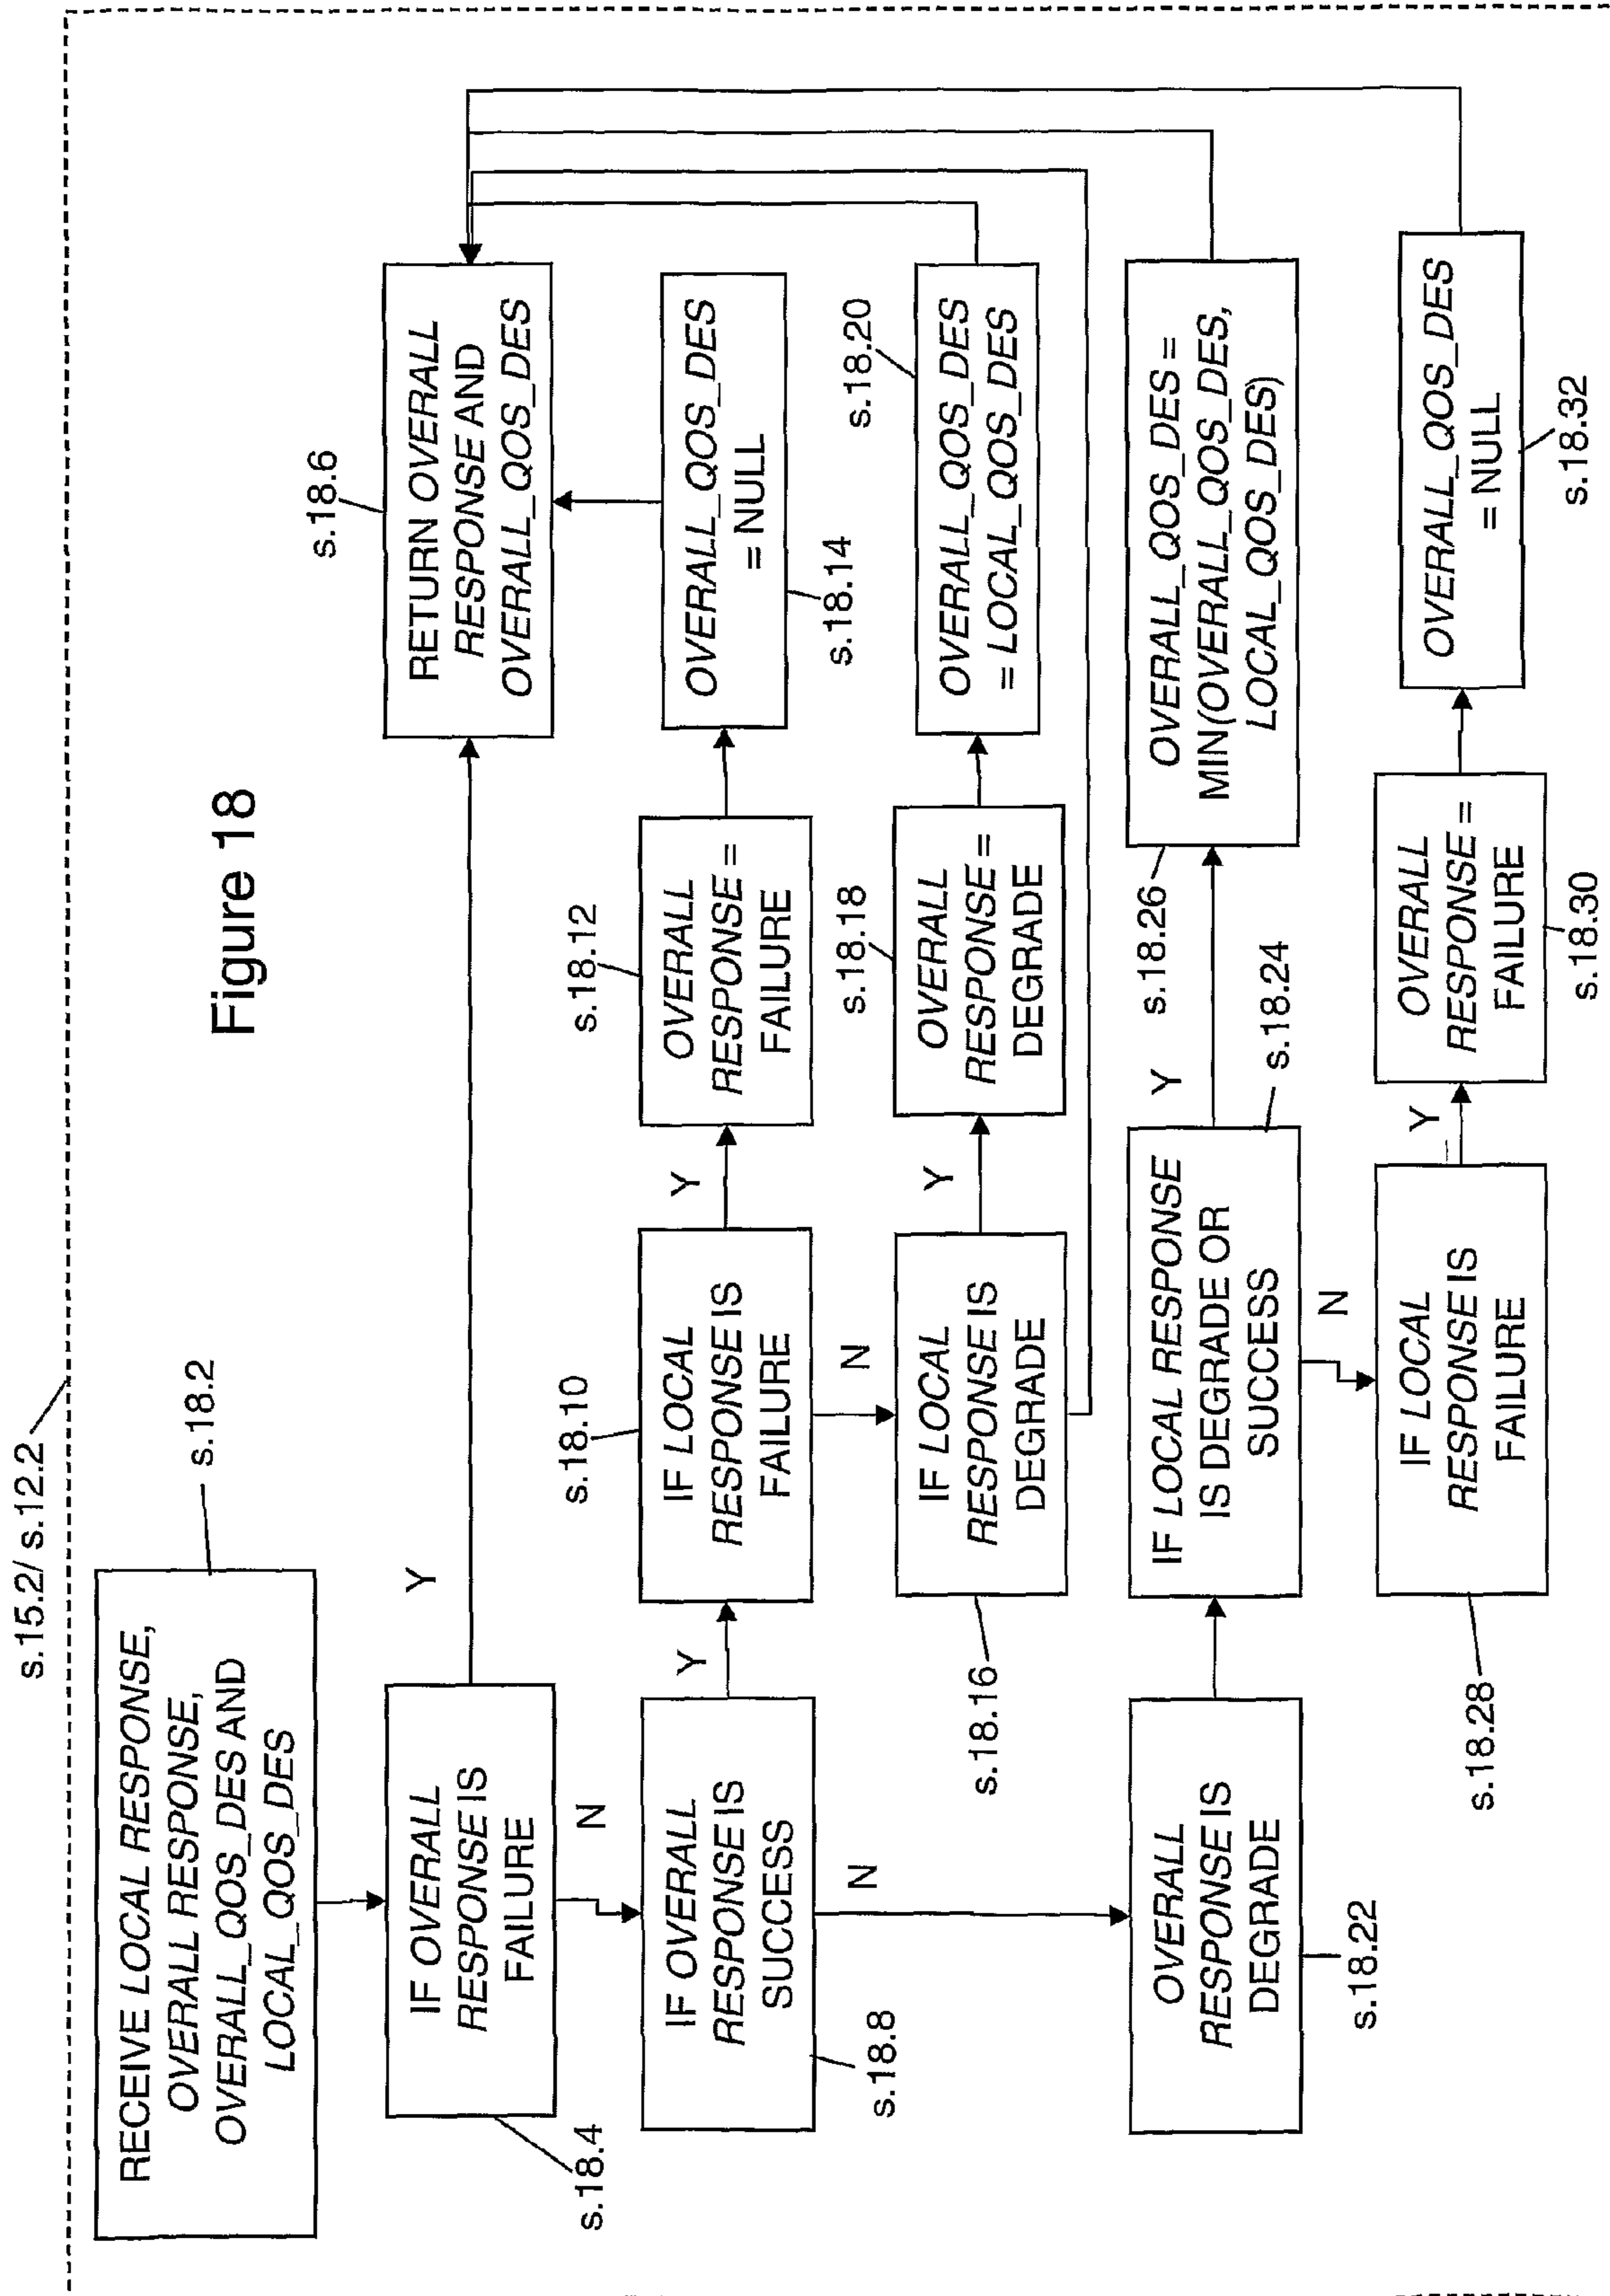 s.15.2/ s.12.2
Figure 18
RECEIVE LOCAL RESPONSE,
OVERALL RESPONSE,
OVERALL_QOS_DES AND
LOCAL_QOS_DES
s.18.2
IF OVERALL
RESPONSE IS
FAILURE
s.18.4
Y
N
RETURN OVERALL
RESPONSE AND
OVERALL_QOS_DES
s.18.6
IF OVERALL
RESPONSE IS
SUCCESS
s.18.8
Y
N
IF LOCAL
RESPONSE IS
FAILURE
s.18.10
Y
N
OVERALL
RESPONSE =
FAILURE
s.18.12
OVERALL_QOS_DES
= NULL
s.18.14
IF LOCAL
RESPONSE IS
DEGRADE
s.18.16
Y
OVERALL
RESPONSE =
DEGRADE
s.18.18
OVERALL_QOS_DES
= LOCAL_QOS_DES
s.18.20
OVERALL
RESPONSE IS
DEGRADE
s.18.22
IF LOCAL RESPONSE
IS DEGRADE OR
SUCCESS
s.18.24
Y
N
OVERALL_QOS_DES =
MIN(OVERALL_QOS_DES,
LOCAL_QOS_DES)
s.18.26
IF LOCAL
RESPONSE IS
FAILURE
s.18.28
Y
OVERALL
RESPONSE =
FAILURE
s.18.30
OVERALL_QOS_DES
= NULL
s.18.32